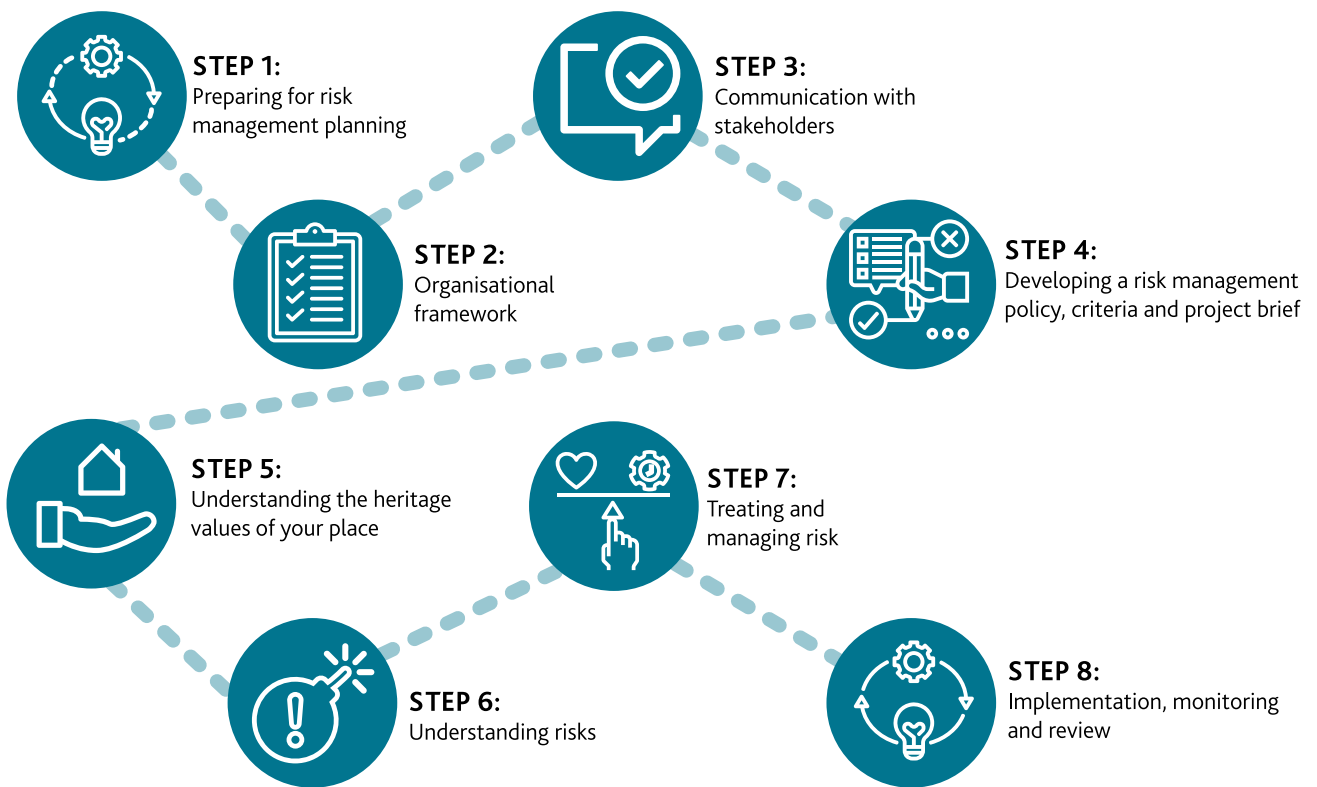 STEP 1:
Preparing for risk
management planning
STEP 2:
Organisational
framework
STEP 3:
Communication with
stakeholders
STEP 4:
Developing a risk management
policy, criteria and project brief
STEP 5:
Understanding the heritage
values of your place
STEP 6:
Understanding risks
STEP 7:
Treating and
managing risk
STEP 8:
Implementation, monitoring
and review